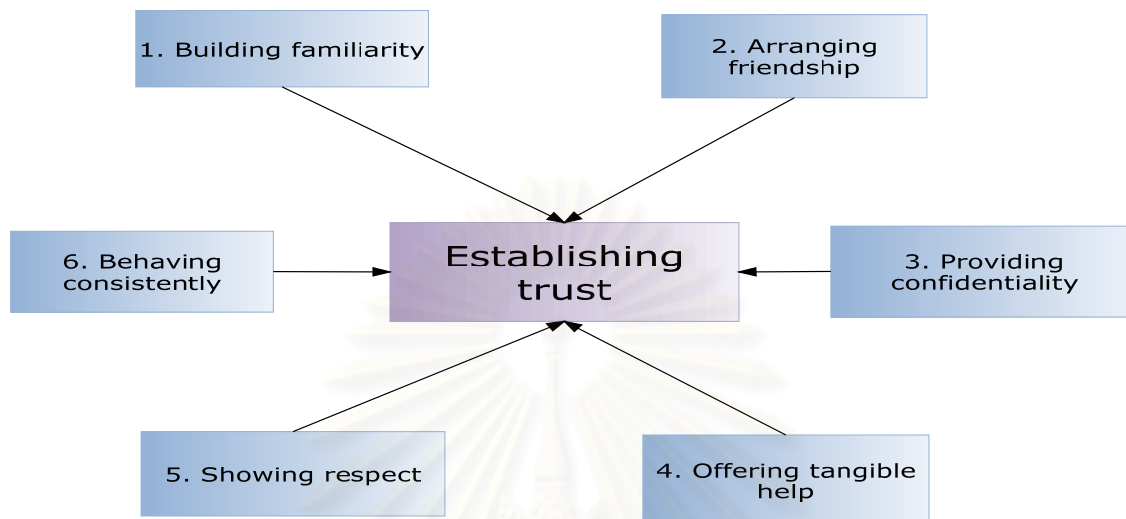 1. Building familiarity
2. Arranging
friendship
Establishing
trust
6. Behaving
consistently
3. Providing
confidentiality
5. Showing respect
4. Offering tangible
help